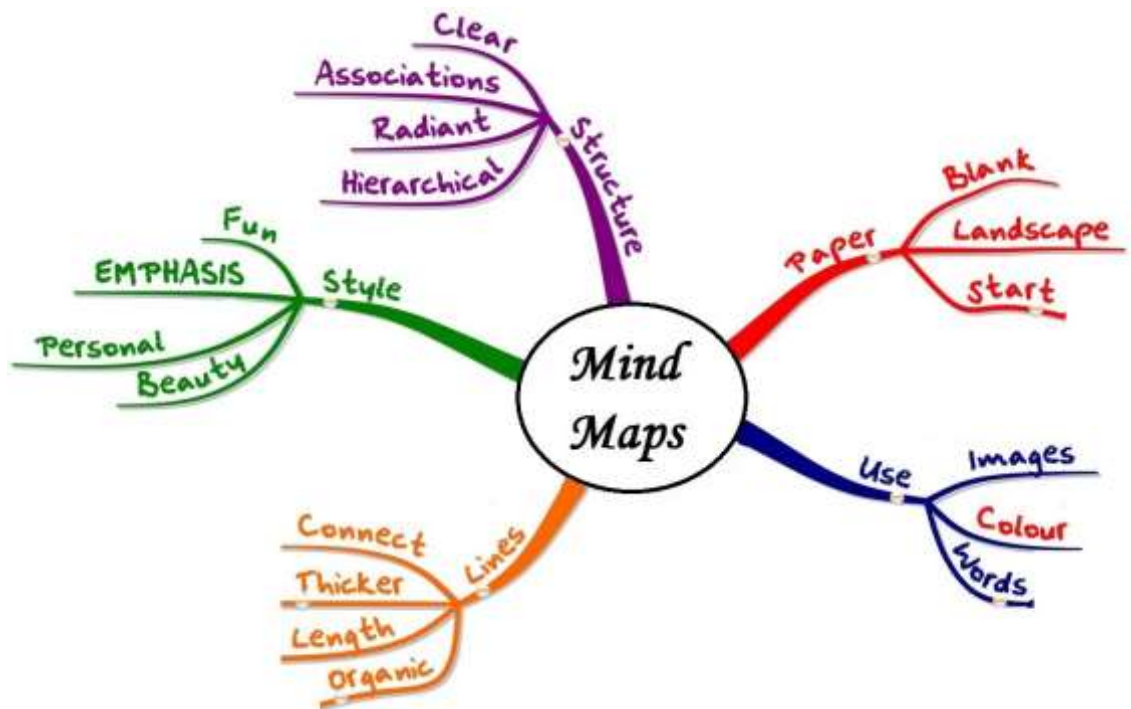 Mind
Maps
Paper
Blank
Landscape
Start
Use
Images
Colour
Words
Lines
Connect
Thicker
Length
Organic
Style
Fun
EMPHASIS
Personal
Beauty
Structure
Clear
Associations
Radiant
Hierarchical